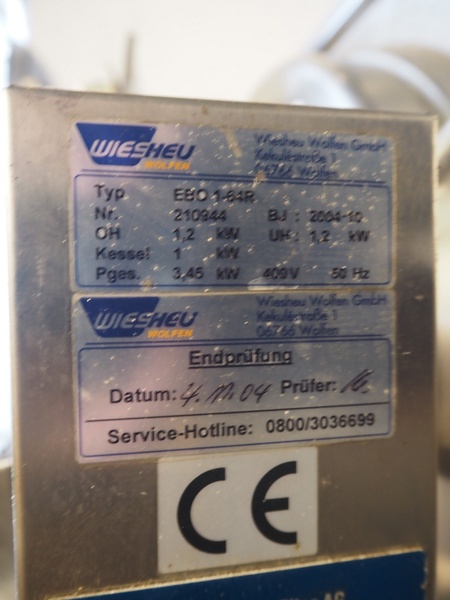 WIESHEU
WOLFEN
Wiesheu Wolfen GmbH
Kekuléstraße 1
06766 Wolfen
Typ EBO 1-64R
Nr. 210944 BJ : 2004-10
OH 1,2 kW UH : 1,2 kW
Kessel 1 kW
Pges. 3,45 kW 400V 50 Hz
WIESHEU
WOLFEN
Wiesheu Wolfen GmbH
Kekuléstraße 1
06766 Wolfen
Endprüfung
Datum: 4.11.04 Prüfer:
Service-Hotline: 0800/3036699
CE
AG